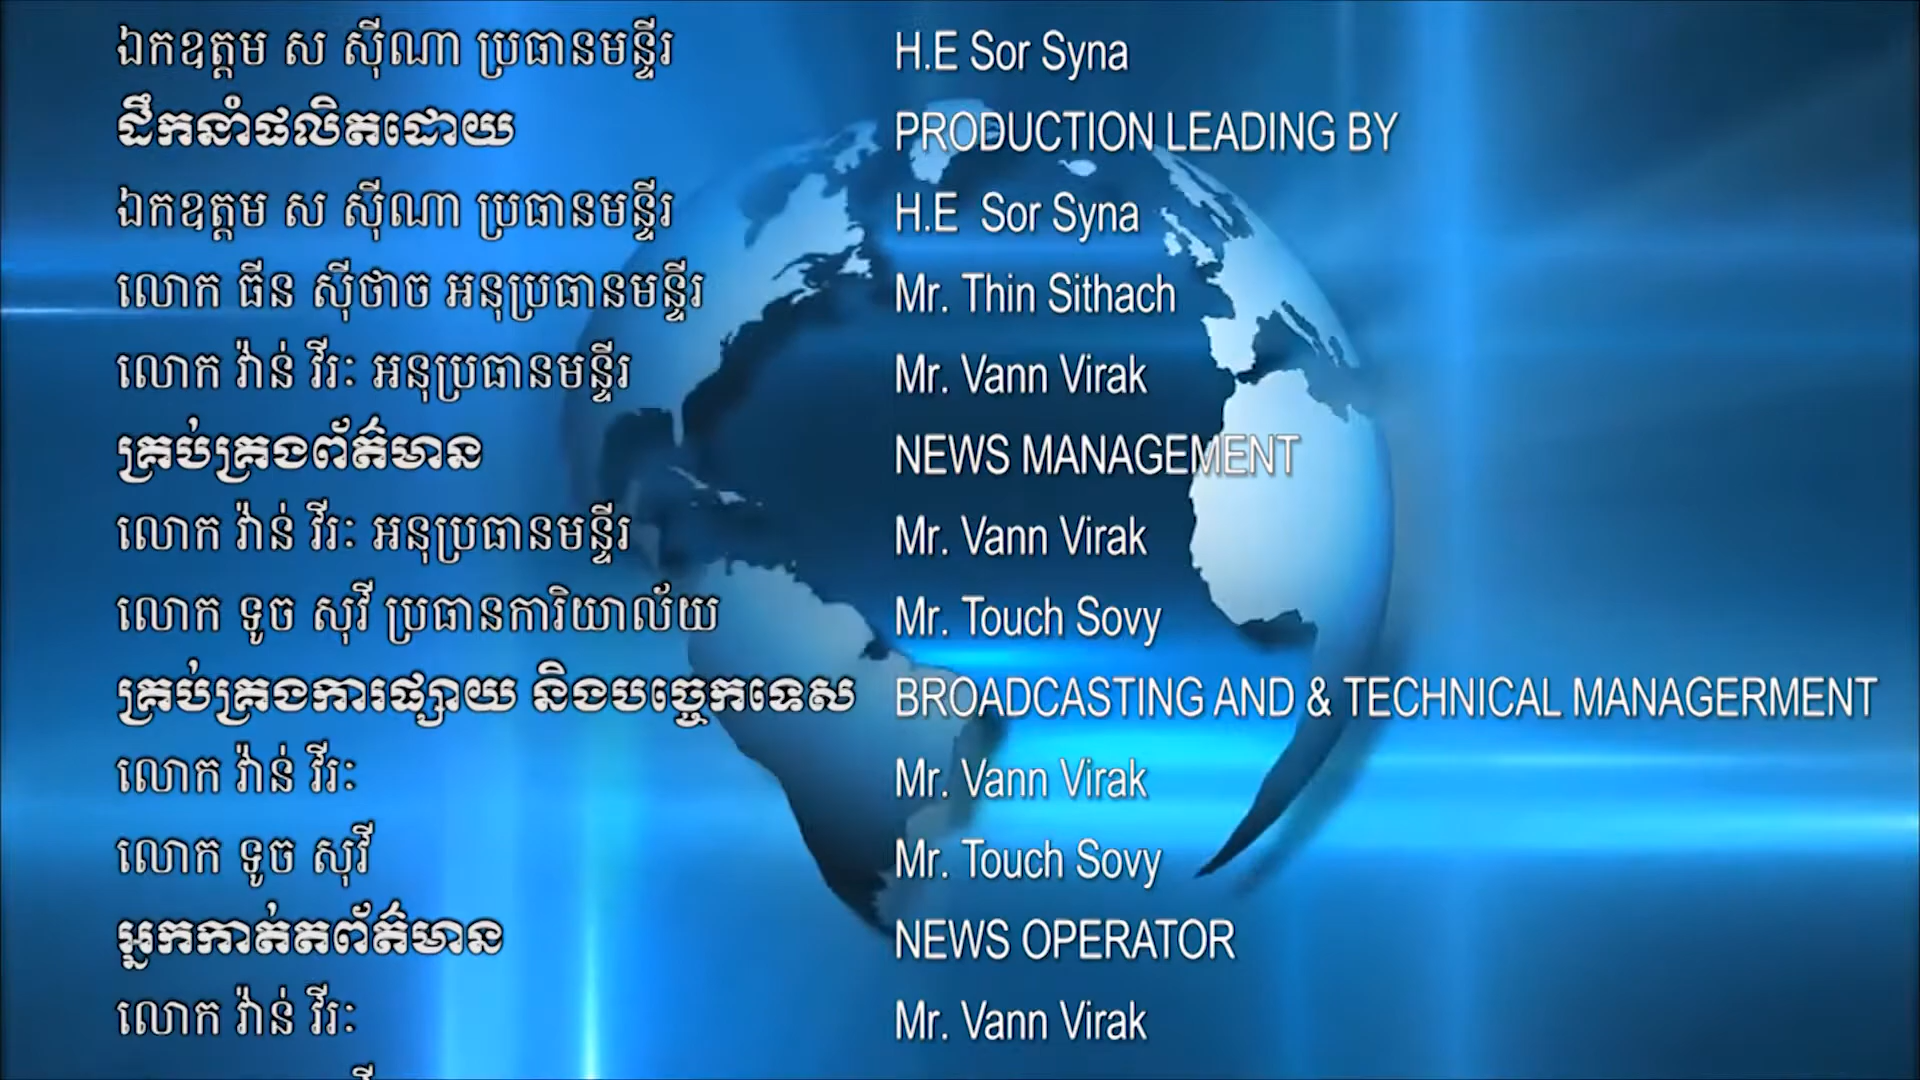 ឯកឧត្តម ស ស៊ីណា ប្រធានមន្ទីរ H.E Sor Syna
ដឹកនាំផលិតដោយ PRODUCTION LEADING BY
ឯកឧត្តម ស ស៊ីណា ប្រធានមន្ទីរ H.E Sor Syna
លោក ធីន ស៊ីថាច អនុប្រធានមន្ទីរ Mr. Thin Sithach
លោក វ៉ាន់ វីរៈ អនុប្រធានមន្ទីរ Mr. Vann Virak
គ្រប់គ្រងព័ត៌មាន NEWS MANAGEMENT
លោក វ៉ាន់ វីរៈ អនុប្រធានមន្ទីរ Mr. Vann Virak
លោក ទូច សុវី ប្រធានការិយាល័យ Mr. Touch Sovy
គ្រប់គ្រងការផ្សាយ និងបច្ចេកទេស BROADCASTING AND & TECHNICAL MANAGERMENT
លោក វ៉ាន់ វីរៈ Mr. Vann Virak
លោក ទូច សុវី Mr. Touch Sovy
អ្នកកាត់តព័ត៌មាន NEWS OPERATOR
លោក វ៉ាន់ វីរៈ Mr. Vann Virak